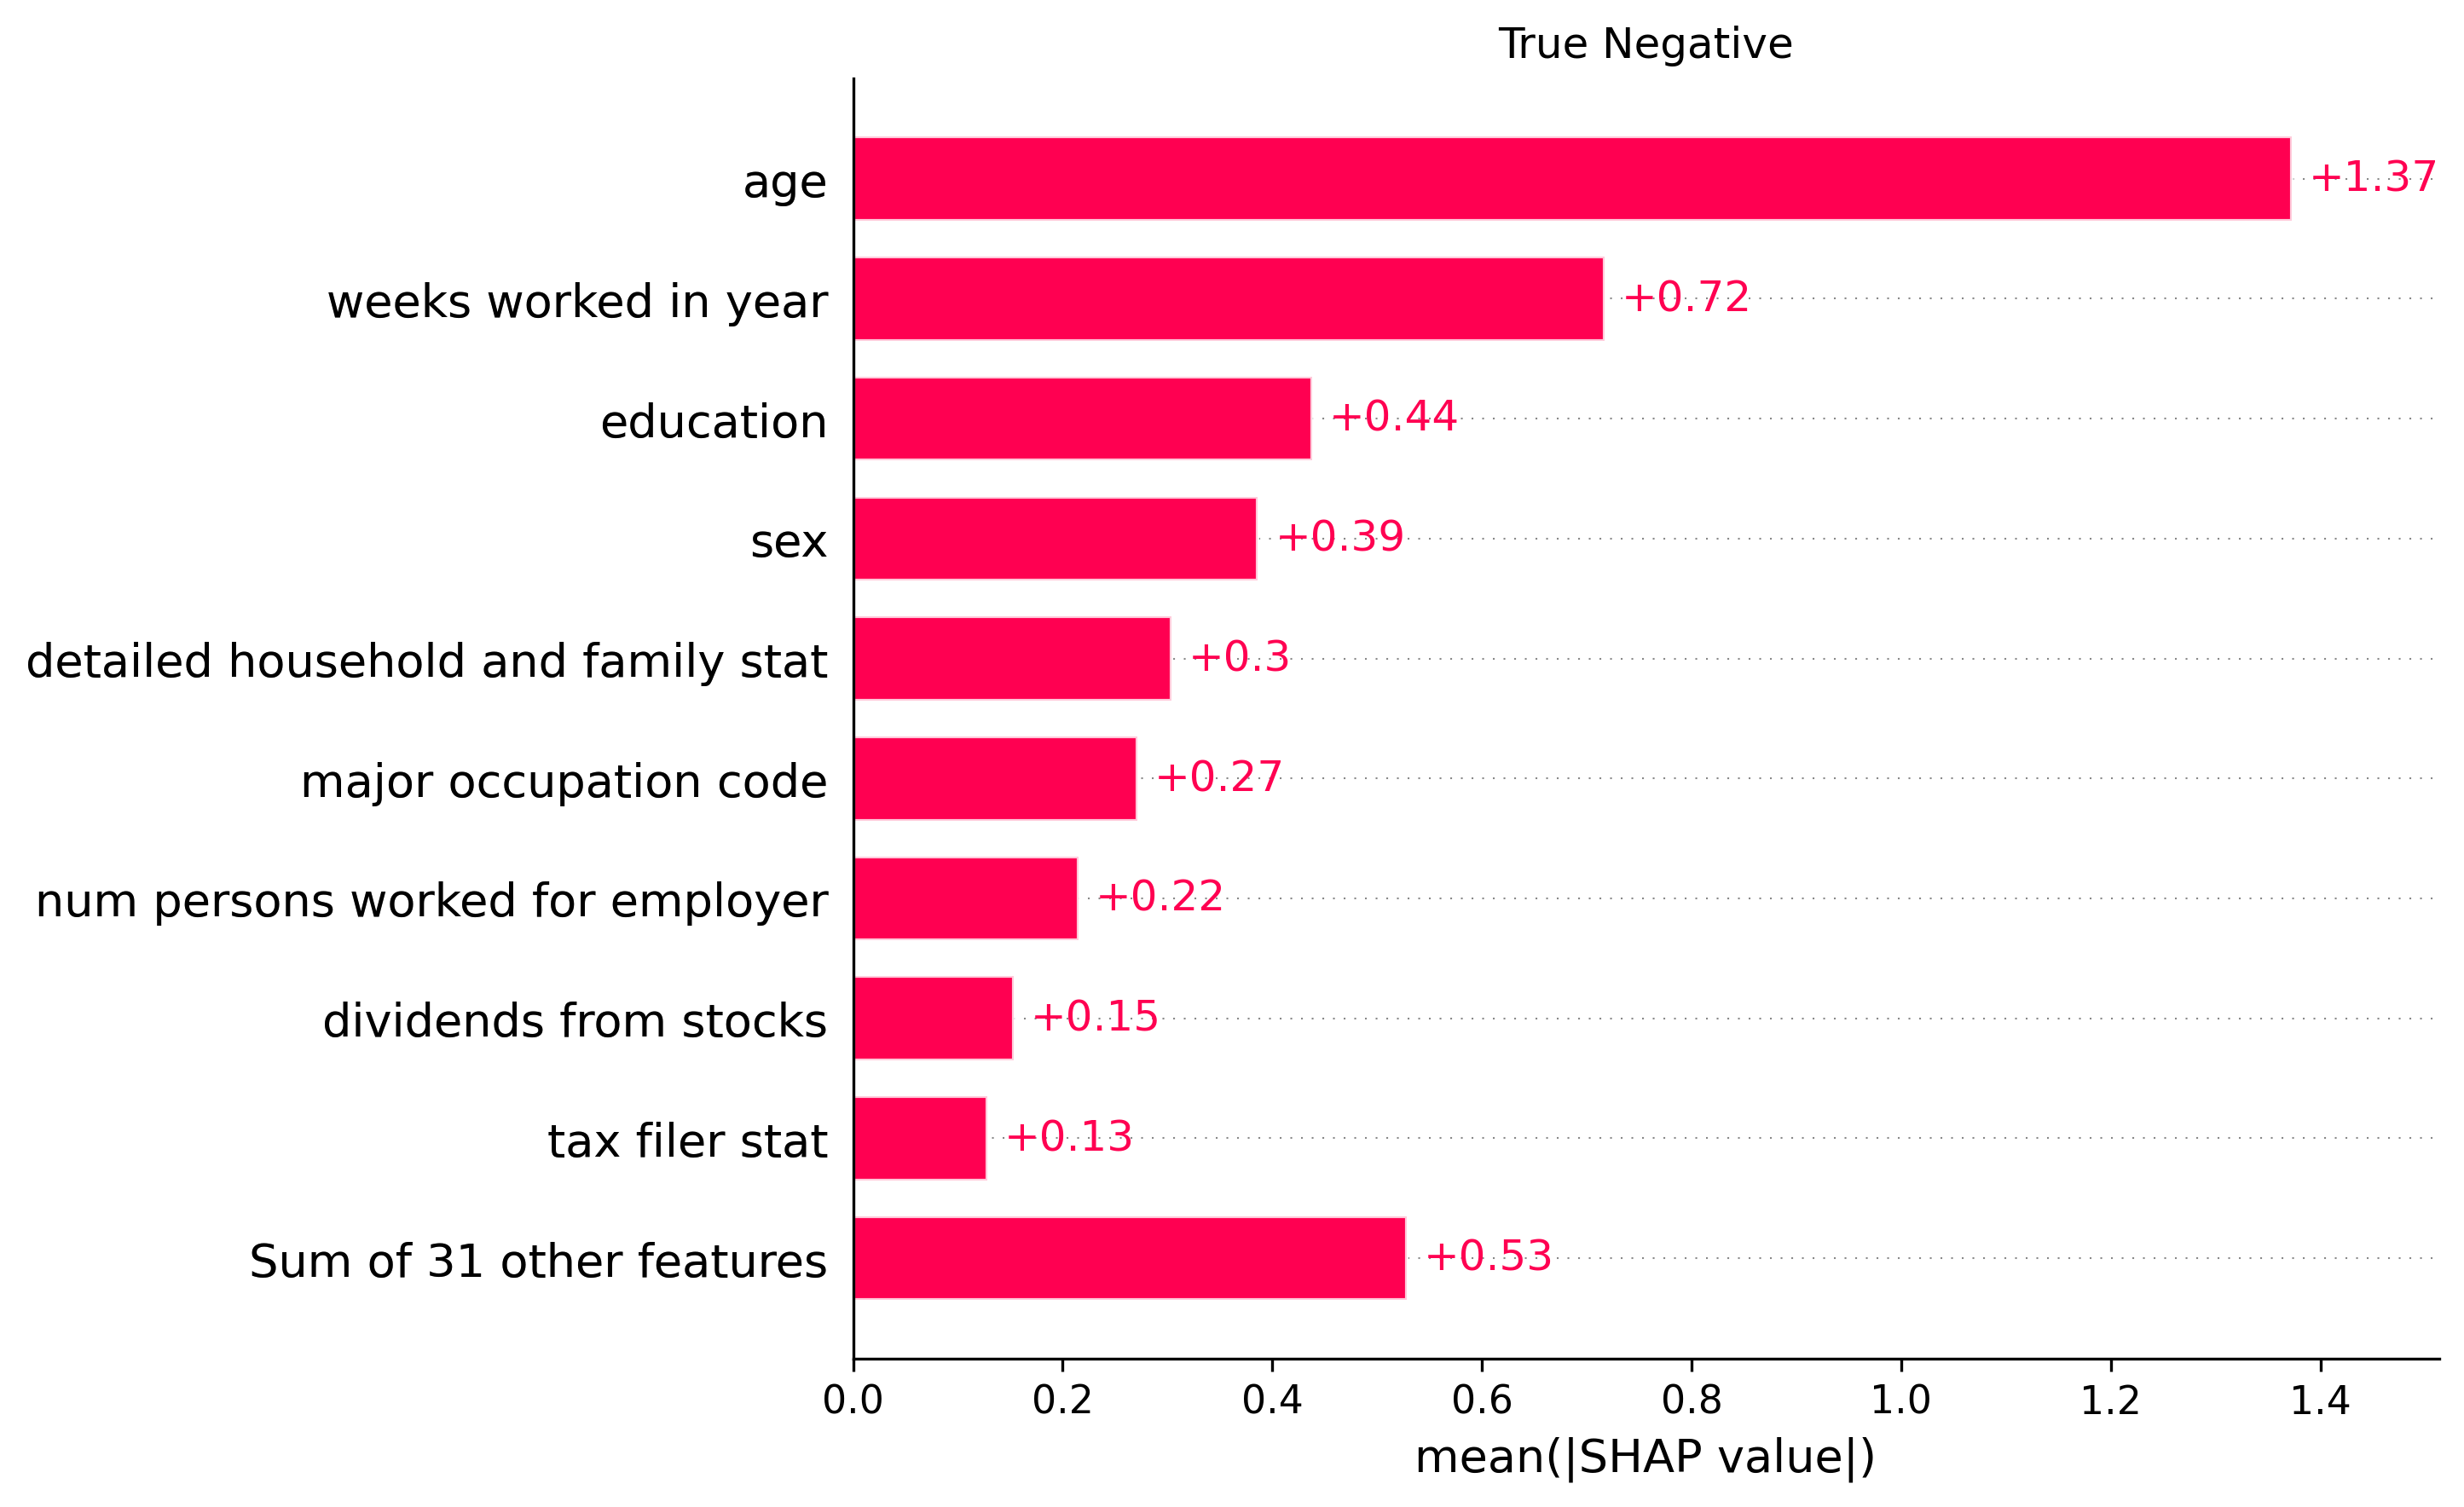 True Negative
age
+1.37
weeks worked in year
+0.72
education
+0.44
sex
+0.39
detailed household and family stat
+0.3
major occupation code
+0.27
num persons worked for employer
+0.22
dividends from stocks
+0.15
tax filer stat
+0.13
Sum of 31 other features
+0.53
0.0 0.2 0.4 0.6 0.8 1.0 1.2 1.4
mean(|SHAP value|)